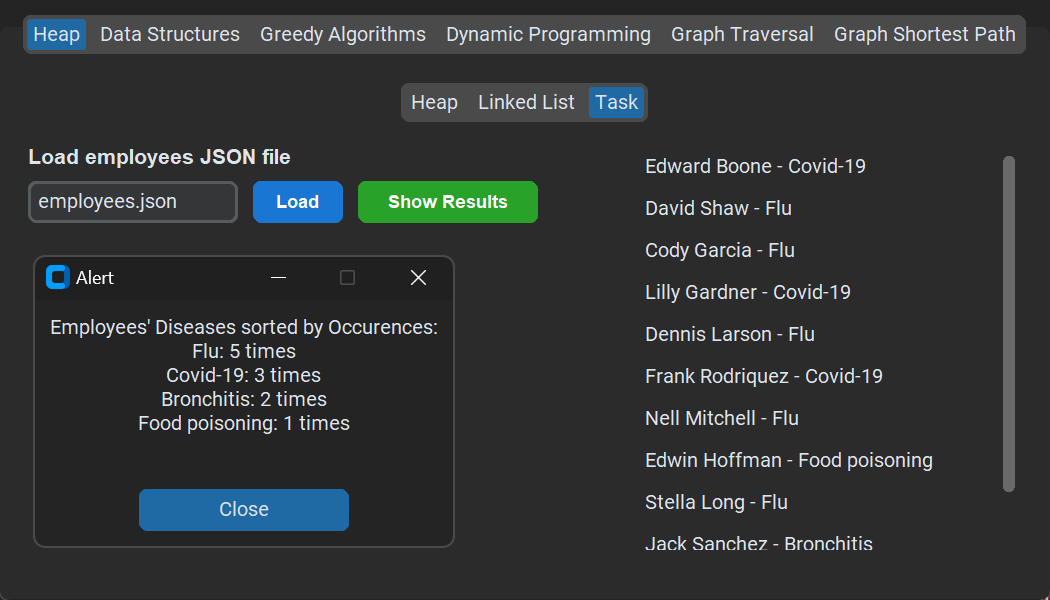 Heap Data Structures Greedy Algorithms Dynamic Programming Graph Traversal Graph Shortest Path
Heap Linked List Task
Load employees JSON file
employees.json Load Show Results
Alert
Employees' Diseases sorted by Occurences:
Flu: 5 times
Covid-19: 3 times
Bronchitis: 2 times
Food poisoning: 1 times
Close
Edward Boone - Covid-19
David Shaw - Flu
Cody Garcia - Flu
Lilly Gardner - Covid-19
Dennis Larson - Flu
Frank Rodriquez - Covid-19
Nell Mitchell - Flu
Edwin Hoffman - Food poisoning
Stella Long - Flu
Jack Sanchez - Bronchitis